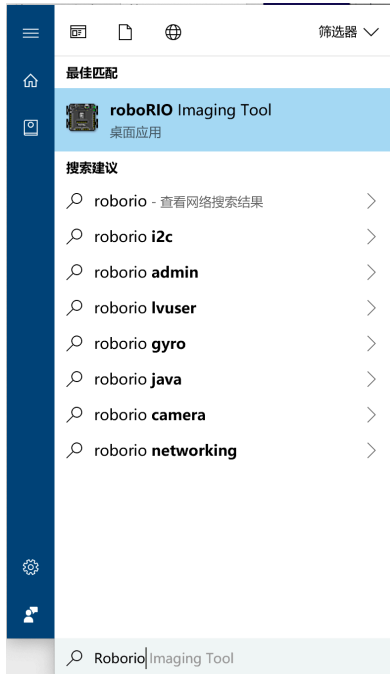 筛选器
最佳匹配
roboRIO Imaging Tool
桌面应用
搜索建议
roborio - 查看网络搜索结果
roborio i2c
roborio admin
roborio lvuser
roborio gyro
roborio java
roborio camera
roborio networking
Roborio Imaging Tool